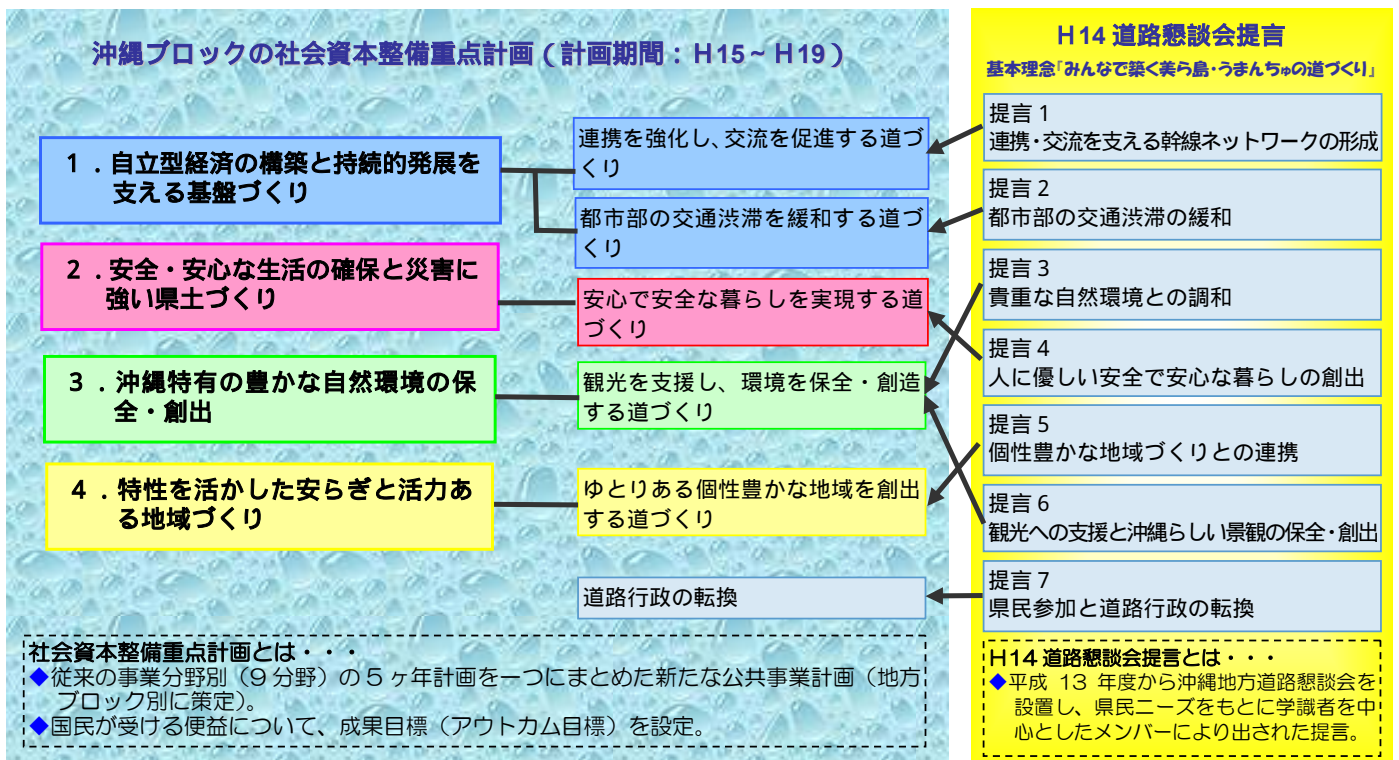 沖縄ブロックの社会資本整備重点計画(計画期間:H15~H19)
1.自立型経済の構築と持続的発展を
支える基盤づくり
2.安全・安心な生活の確保と災害に
強い県土づくり
3.沖縄特有の豊かな自然環境の保
全・創出
4.特性を活かした安らぎと活力あ
る地域づくり
連携を強化し、交流を促進する道づ
くり
都市部の交通渋滞を緩和する道づ
くり
安心で安全な暮らしを実現する道
づくり
観光を支援し、環境を保全・創造
する道づくり
ゆとりある個性豊かな地域を創出
する道づくり
道路行政の転換
社会資本整備重点計画とは・・・
◆従来の事業分野別(9分野)の5ヶ年計画を一つにまとめた新たな公共事業計画(地方
ブロック別に策定)。
◆国民が受ける便益について、成果目標(アウトカム目標)を設定。
H14道路懇談会提言
基本理念「みんなで築く美ら島・うまんちゅの道づくり」
提言1
連携・交流を支える幹線ネットワークの形成
提言2
都市部の交通渋滞の緩和
提言3
貴重な自然環境との調和
提言4
人に優しい安全で安心な暮らしの創出
提言5
個性豊かな地域づくりとの連携
提言6
観光への支援と沖縄らしい景観の保全・創出
提言7
県民参加と道路行政の転換
H14道路懇談会提言とは・・・
◆平成 13 年度から沖縄地方道路懇談会を
設置し、県民ニーズをもとに学識者を中
心としたメンバーにより出された提言。